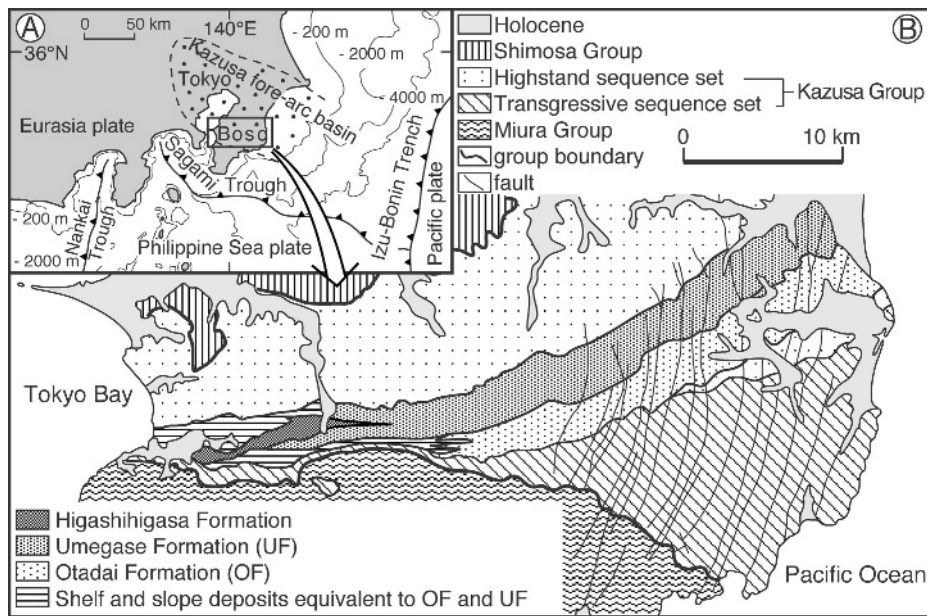 A
0 50 km
140°E
36°N
- 200 m
- 2000 m
- 4000 m
Kazusa fore-arc basin
Tokyo
Boso
Eurasia plate
Sagami
Trough
Nankai
Trough
Izu-Bonin Trench
Pacific plate
Philippine Sea plate
- 200 m
- 2000 m
B
Holocene
Shimosa Group
Highstand sequence set
Transgressive sequence set
Kazusa Group
Miura Group
group boundary
fault
0 10 km
Tokyo Bay
Pacific Ocean
Higashihigasa Formation
Umegase Formation (UF)
Otadai Formation (OF)
Shelf and slope deposits equivalent to OF and UF